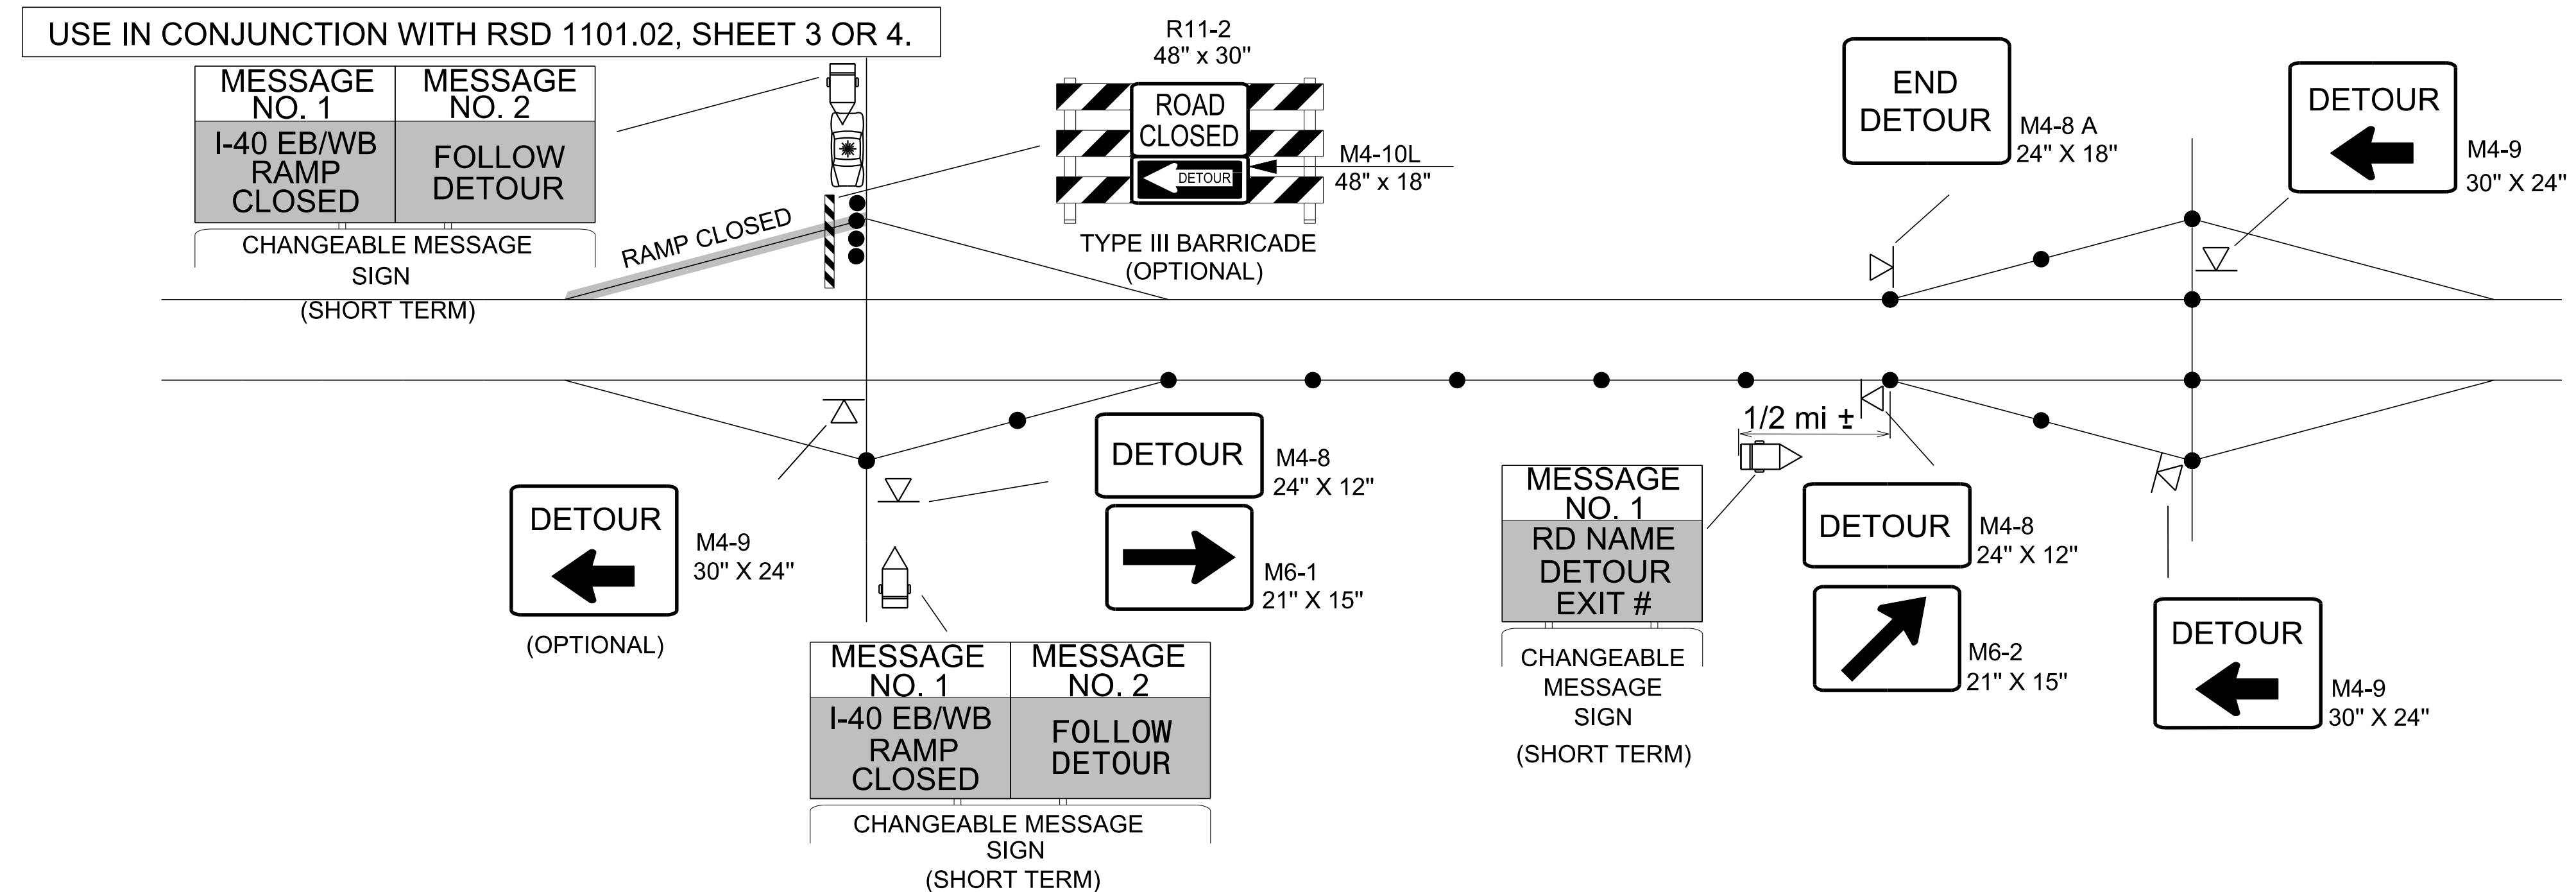 USE IN CONJUNCTION WITH RSD 1101.02, SHEET 3 OR 4.
MESSAGE
NO. 1
MESSAGE
NO. 2
I-40 EB/WB
RAMP
CLOSED
FOLLOW
DETOUR
CHANGEABLE MESSAGE
SIGN
(SHORT TERM)
RAMP CLOSED
R11-2
48" x 30"
ROAD
CLOSED
DETOUR
M4-10L
48" x 18"
TYPE III BARRICADE
(OPTIONAL)
END
DETOUR
M4-8 A
24" X 18"
DETOUR
M4-9
30" X 24"
DETOUR
M4-9
30" X 24"
(OPTIONAL)
DETOUR
M4-8
24" X 12"
M6-1
21" X 15"
MESSAGE
NO. 1
MESSAGE
NO. 2
I-40 EB/WB
RAMP
CLOSED
FOLLOW
DETOUR
CHANGEABLE MESSAGE
SIGN
(SHORT TERM)
1/2 mi ±
MESSAGE
NO. 1
RD NAME
DETOUR
EXIT #
CHANGEABLE
MESSAGE
SIGN
(SHORT TERM)
DETOUR
M4-8
24" X 12"
M6-2
21" X 15"
DETOUR
M4-9
30" X 24"